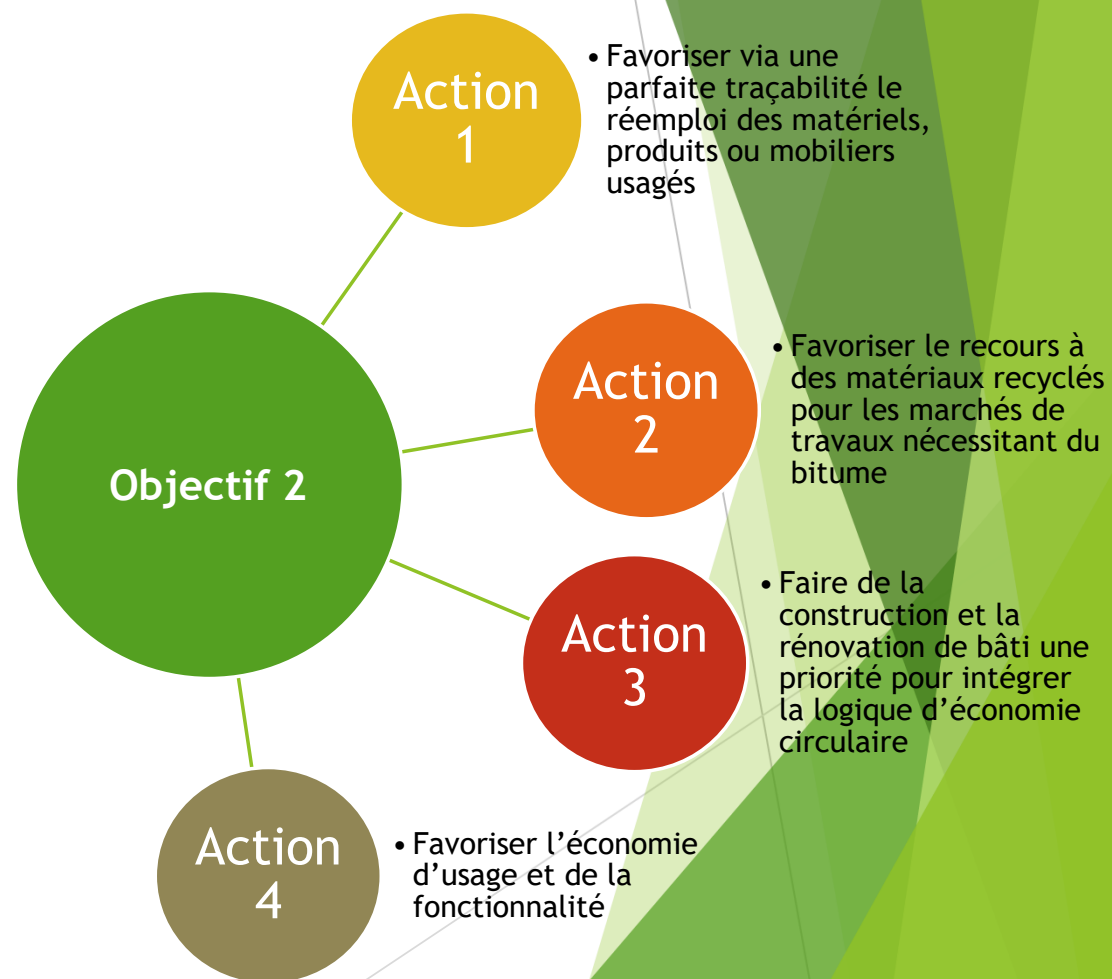 Action
1
• Favoriser via une
parfaite traçabilité le
réemploi des matériels,
produits ou mobiliers
usagés
Objectif 2
Action
2
• Favoriser le recours à
des matériaux recyclés
pour les marchés de
travaux nécessitant du
bitume
Action
3
• Faire de la
construction et la
rénovation de bâti une
priorité pour intégrer
la logique d’économie
circulaire
Action
4
• Favoriser l’économie
d’usage et de la
fonctionnalité